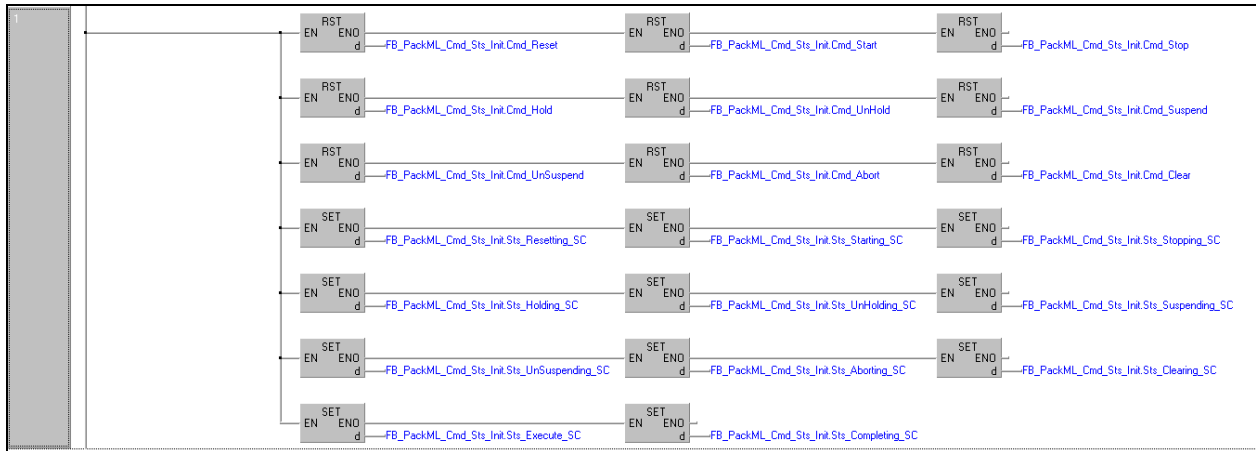 1
RST RST RST
EN ENO EN ENO EN ENO
d FB_PackML_Cmd_Sts_Init.Cmd_Reset d FB_PackML_Cmd_Sts_Init.Cmd_Start d FB_PackML_Cmd_Sts_Init.Cmd_Stop
RST RST RST
EN ENO EN ENO EN ENO
d FB_PackML_Cmd_Sts_Init.Cmd_Hold d FB_PackML_Cmd_Sts_Init.Cmd_UnHold d FB_PackML_Cmd_Sts_Init.Cmd_Suspend
RST RST RST
EN ENO EN ENO EN ENO
d FB_PackML_Cmd_Sts_Init.Cmd_UnSuspend d FB_PackML_Cmd_Sts_Init.Cmd_Abort d FB_PackML_Cmd_Sts_Init.Cmd_Clear
SET SET SET
EN ENO EN ENO EN ENO
d FB_PackML_Cmd_Sts_Init.Sts_Resetting_SC d FB_PackML_Cmd_Sts_Init.Sts_Starting_SC d FB_PackML_Cmd_Sts_Init.Sts_Stopping_SC
SET SET SET
EN ENO EN ENO EN ENO
d FB_PackML_Cmd_Sts_Init.Sts_Holding_SC d FB_PackML_Cmd_Sts_Init.Sts_UnHolding_SC d FB_PackML_Cmd_Sts_Init.Sts_Suspending_SC
SET SET SET
EN ENO EN ENO EN ENO
d FB_PackML_Cmd_Sts_Init.Sts_UnSuspending_SC d FB_PackML_Cmd_Sts_Init.Sts_Aborting_SC d FB_PackML_Cmd_Sts_Init.Sts_Clearing_SC
SET SET
EN ENO EN ENO
d FB_PackML_Cmd_Sts_Init.Sts_Execute_SC d FB_PackML_Cmd_Sts_Init.Sts_Completing_SC